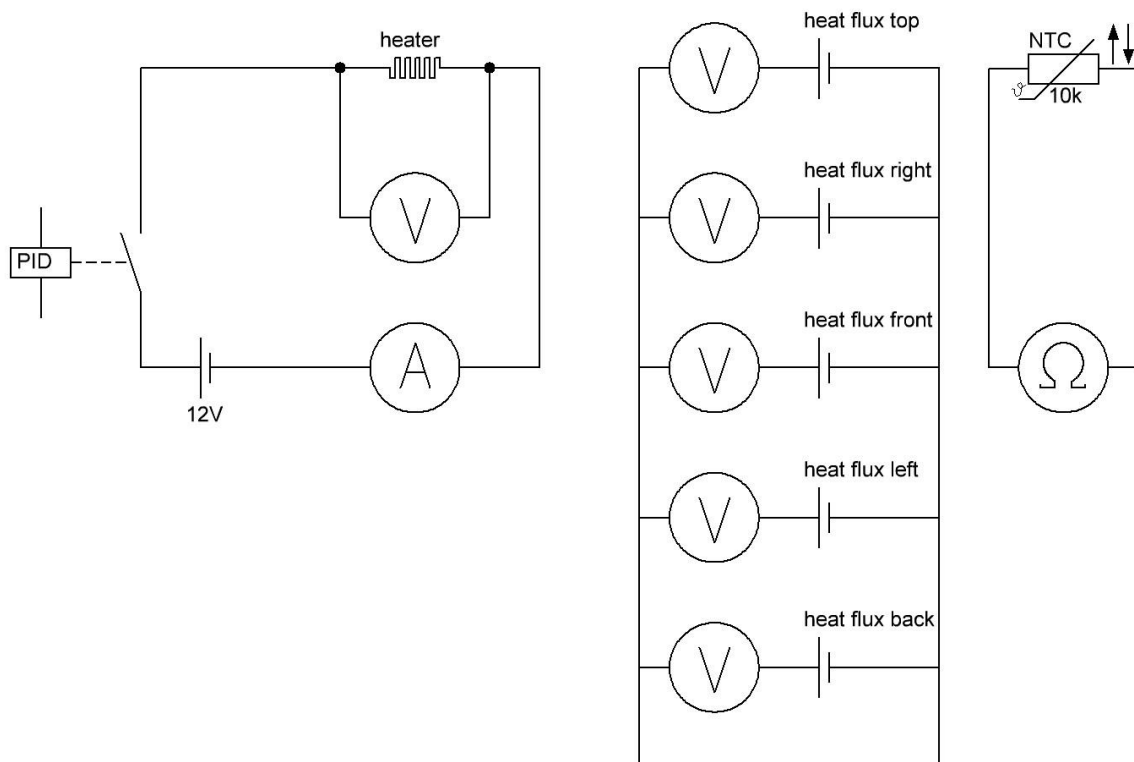 heater
V
PID
12V
A
heat flux top
V
heat flux right
V
heat flux front
V
heat flux left
V
heat flux back
V
NTC
ϑ
10k
Ω